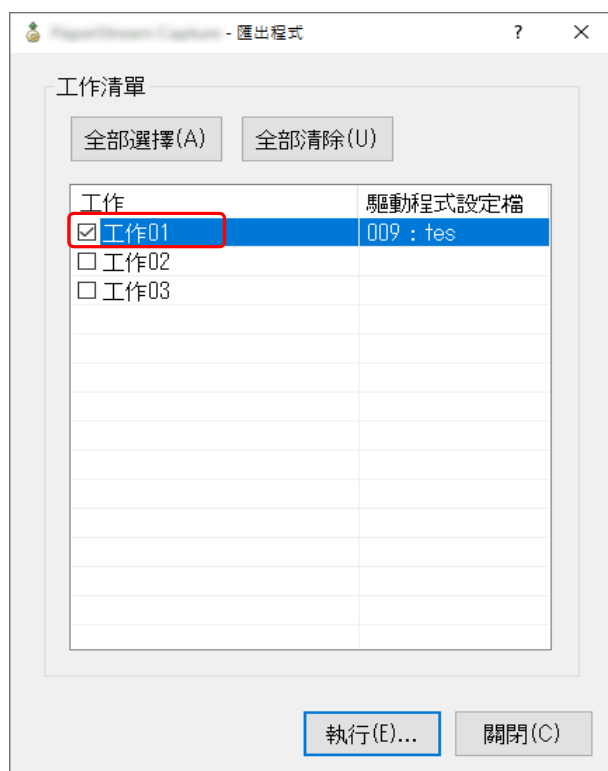 - 匯出程式
工作清單
全部選擇(A) 全部清除(U)
工作 驅動程式設定檔
工作01 009 : tes
工作02
工作03
執行(E)... 關閉(C)